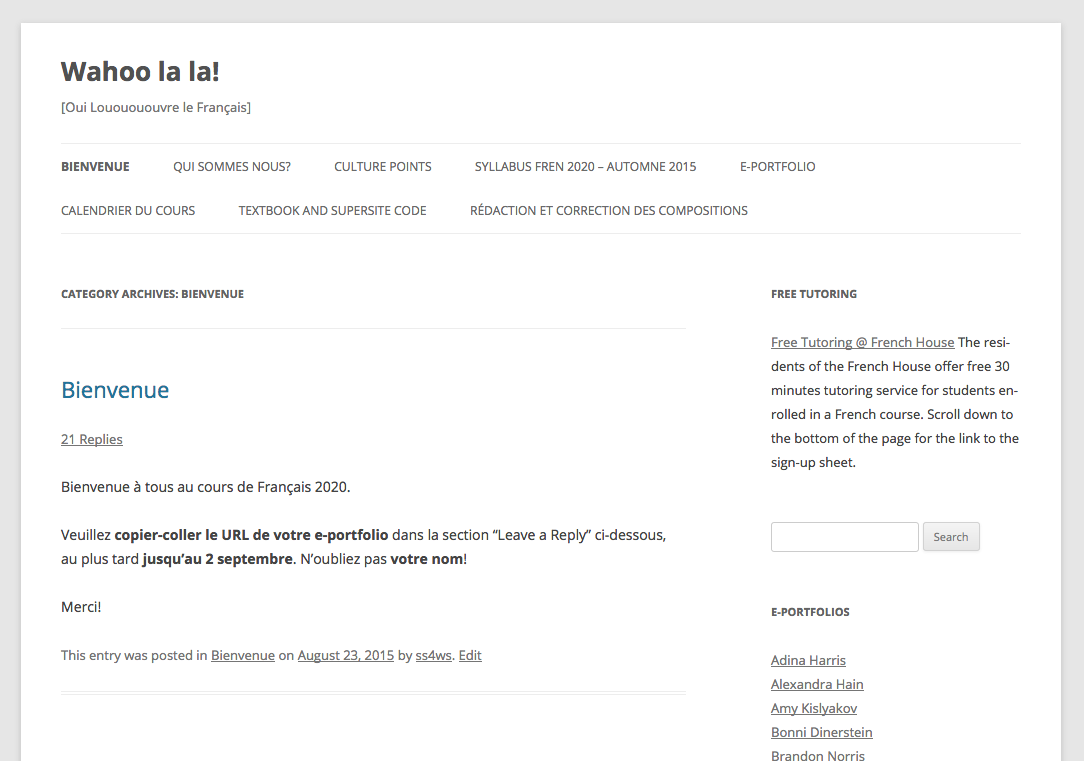 Wahoo la la!
[Oui Lououououvre le Français]
BIENVENUE QUI SOMMES NOUS? CULTURE POINTS SYLLABUS FREN 2020 – AUTOMNE 2015 E-PORTFOLIO
CALENDRIER DU COURS TEXTBOOK AND SUPERSITE CODE RÉDACTION ET CORRECTION DES COMPOSITIONS
CATEGORY ARCHIVES: BIENVENUE
Bienvenue
21 Replies
Bienvenue à tous au cours de Français 2020.
Veuillez copier-coller le URL de votre e-portfolio dans la section “Leave a Reply” ci-dessous,
au plus tard jusqu’au 2 septembre. N’oubliez pas votre nom!
Merci!
This entry was posted in Bienvenue on August 23, 2015 by ss4ws. Edit
FREE TUTORING
Free Tutoring @ French House The resi-
dents of the French House offer free 30
minutes tutoring service for students en-
rolled in a French course. Scroll down to
the bottom of the page for the link to the
sign-up sheet.
Search
E-PORTFOLIOS
Adina Harris
Alexandra Hain
Amy Kislyakov
Bonni Dinerstein
Brandon Norris